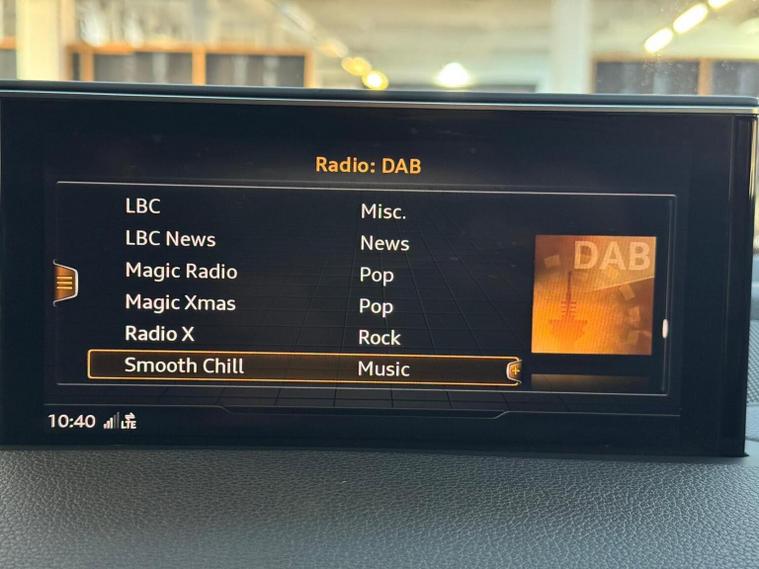 Radio: DAB
LBC Misc.
LBC News News
Magic Radio Pop
Magic Xmas Pop
Radio X Rock
Smooth Chill Music
DAB
10:40 LTE